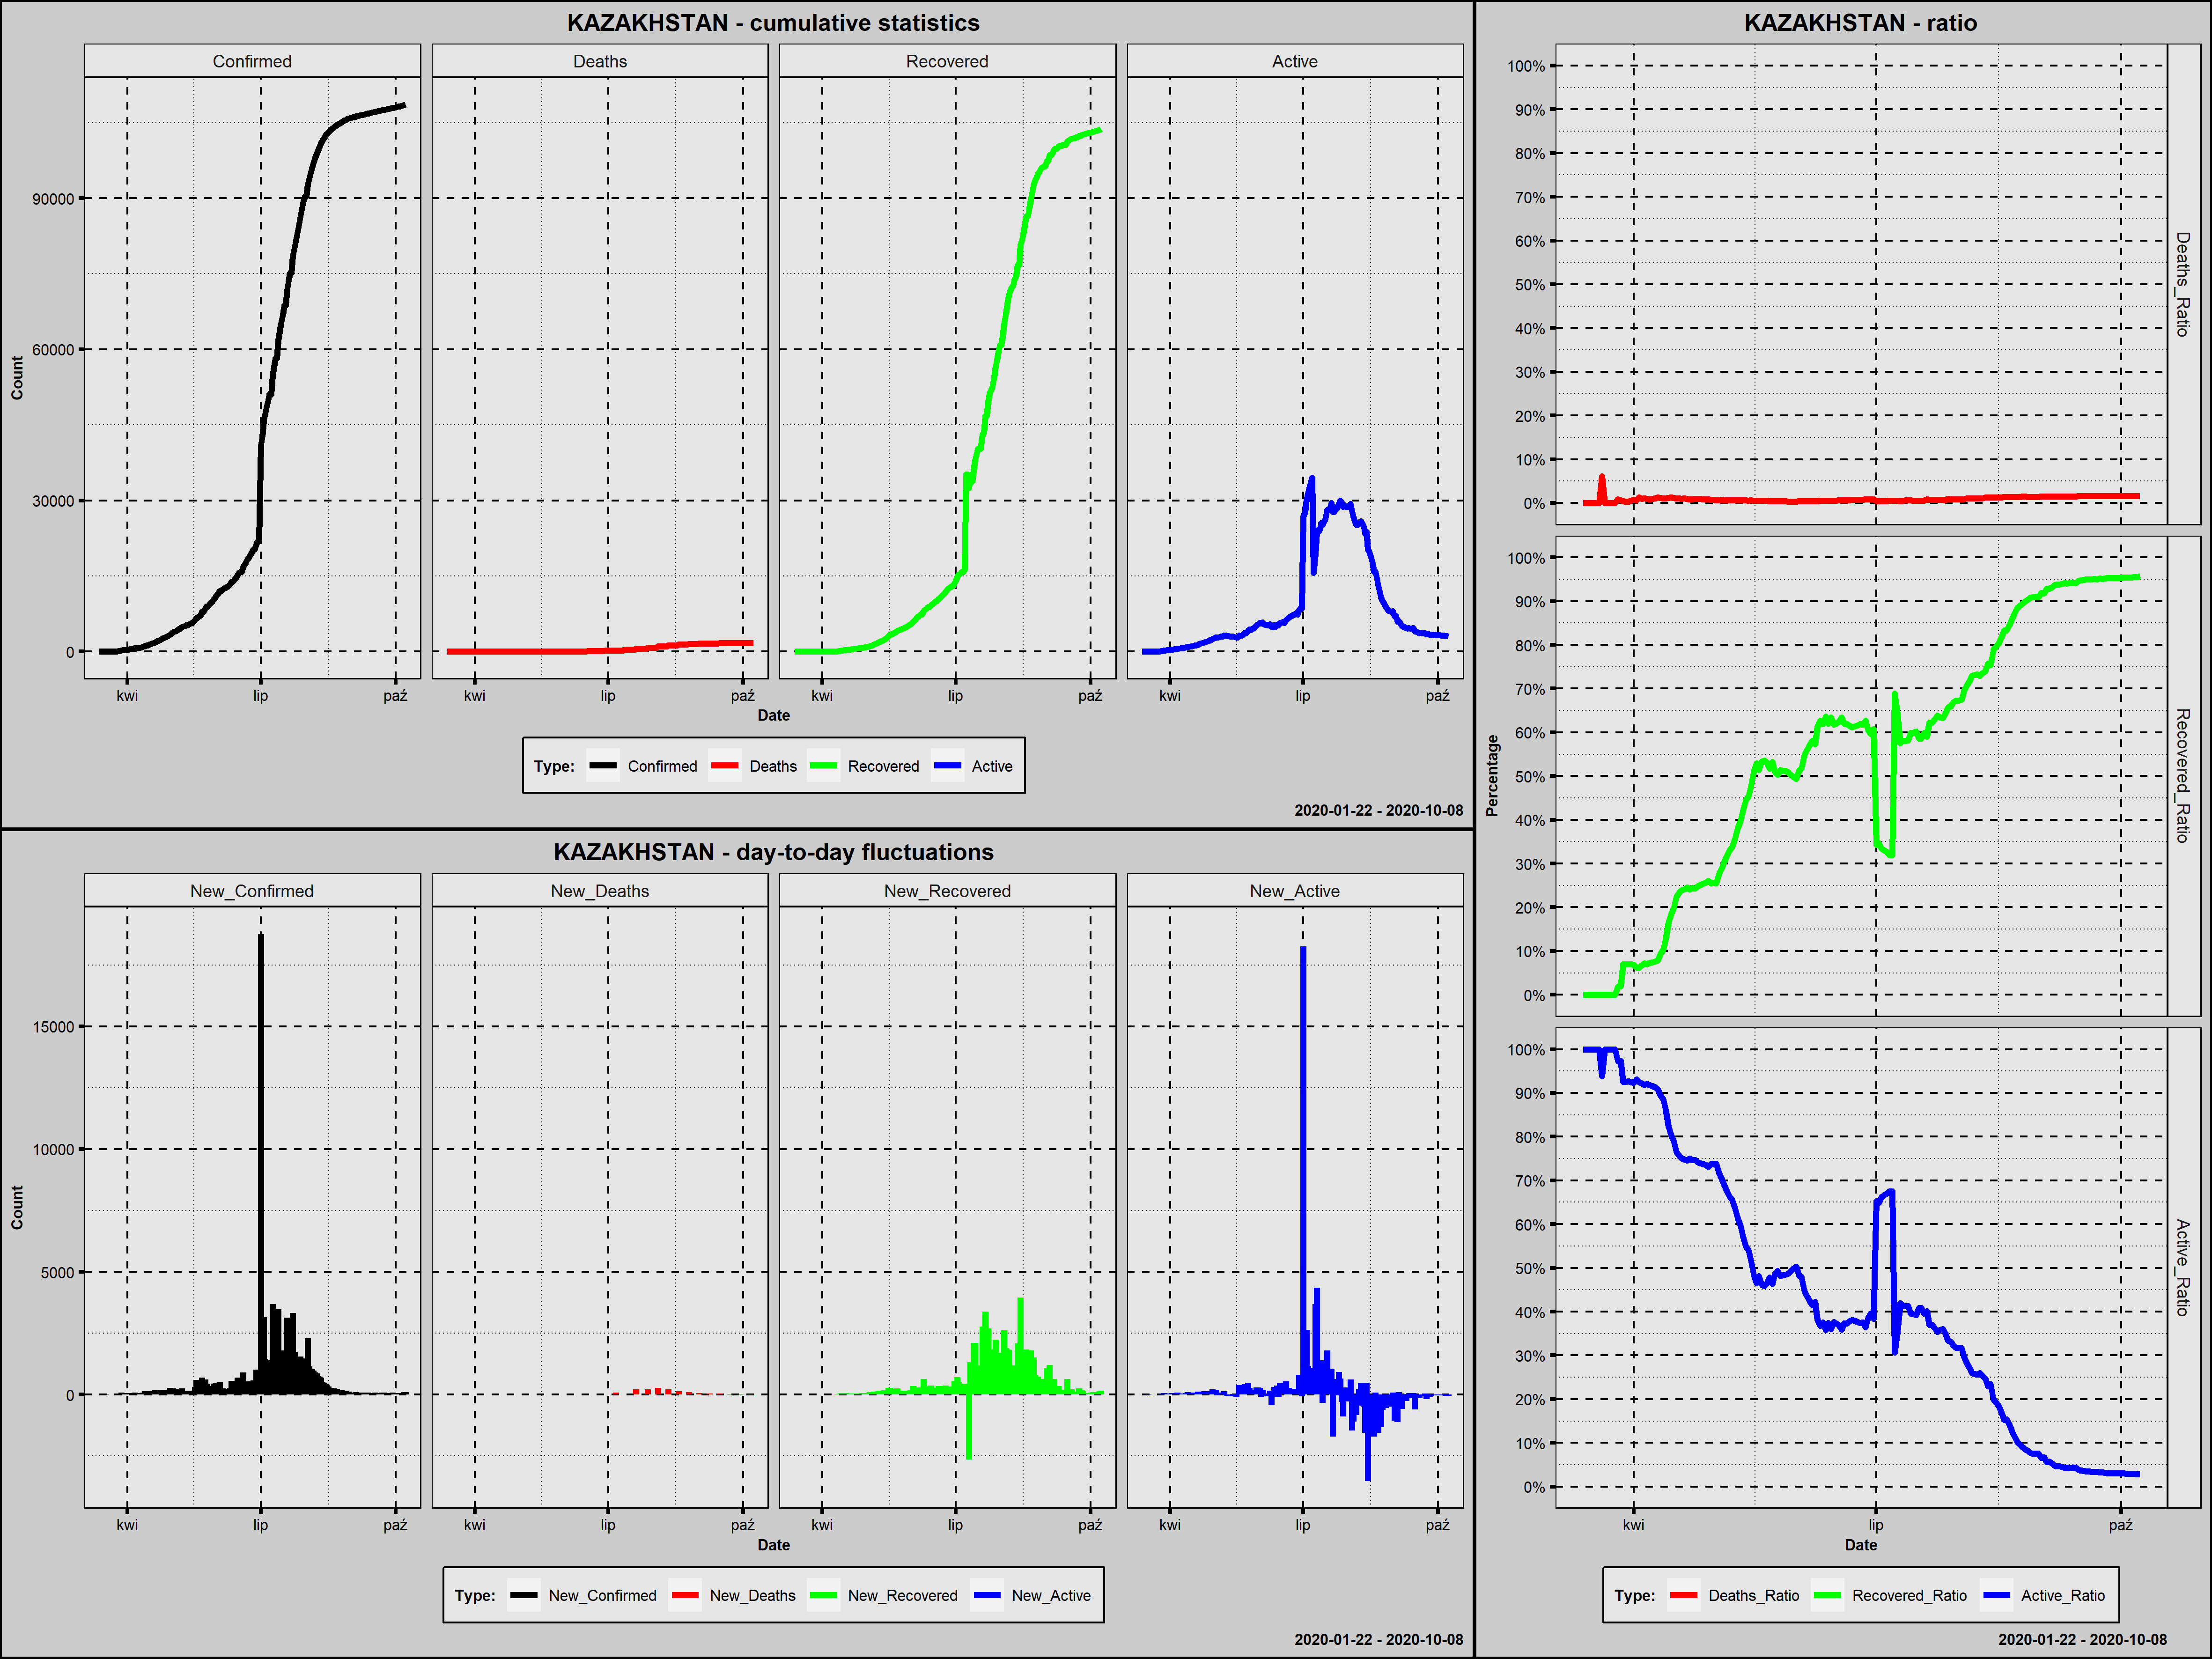 KAZAKHSTAN - cumulative statistics
Confirmed Deaths Recovered Active
Count
90000
60000
30000
0
kwi lip paź kwi lip paź kwi lip paź kwi lip paź
Date
Type: Confirmed Deaths Recovered Active
2020-01-22 - 2020-10-08
KAZAKHSTAN - day-to-day fluctuations
New_Confirmed New_Deaths New_Recovered New_Active
Count
15000
10000
5000
0
kwi lip paź kwi lip paź kwi lip paź kwi lip paź
Date
Type: New_Confirmed New_Deaths New_Recovered New_Active
2020-01-22 - 2020-10-08
KAZAKHSTAN - ratio
Percentage
100%
90%
80%
70%
60%
50%
40%
30%
20%
10%
0%
Deaths_Ratio
100%
90%
80%
70%
60%
50%
40%
30%
20%
10%
0%
Recovered_Ratio
100%
90%
80%
70%
60%
50%
40%
30%
20%
10%
0%
Active_Ratio
kwi lip paź
Date
Type: Deaths_Ratio Recovered_Ratio Active_Ratio
2020-01-22 - 2020-10-08